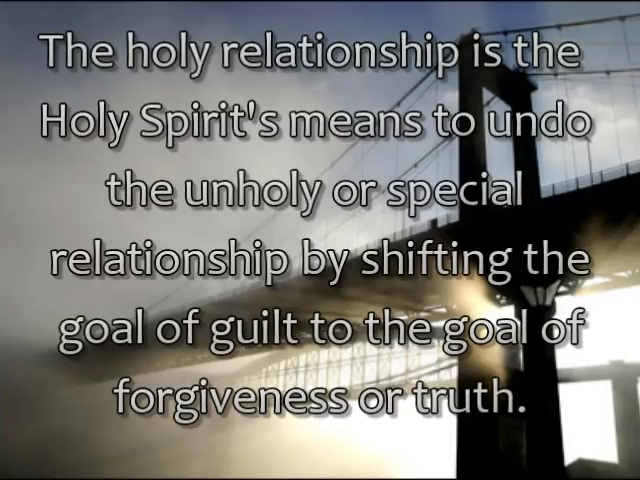 The holy relationship is the
Holy Spirit's means to undo
the unholy or special
relationship by shifting the
goal of guilt to the goal of
forgiveness or truth.